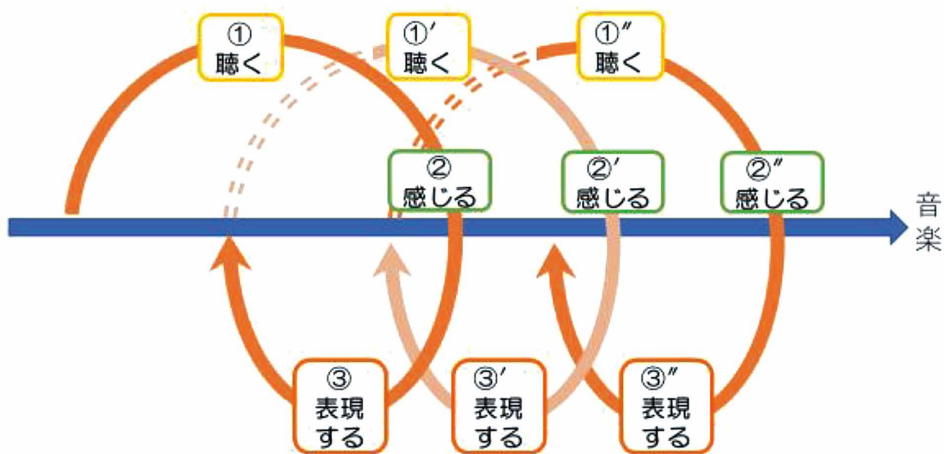 ①
聴く
①′
聴く
①″
聴く
②
感じる
②′
感じる
②″
感じる
音
楽
③
表現
する
③′
表現
する
③″
表現
する